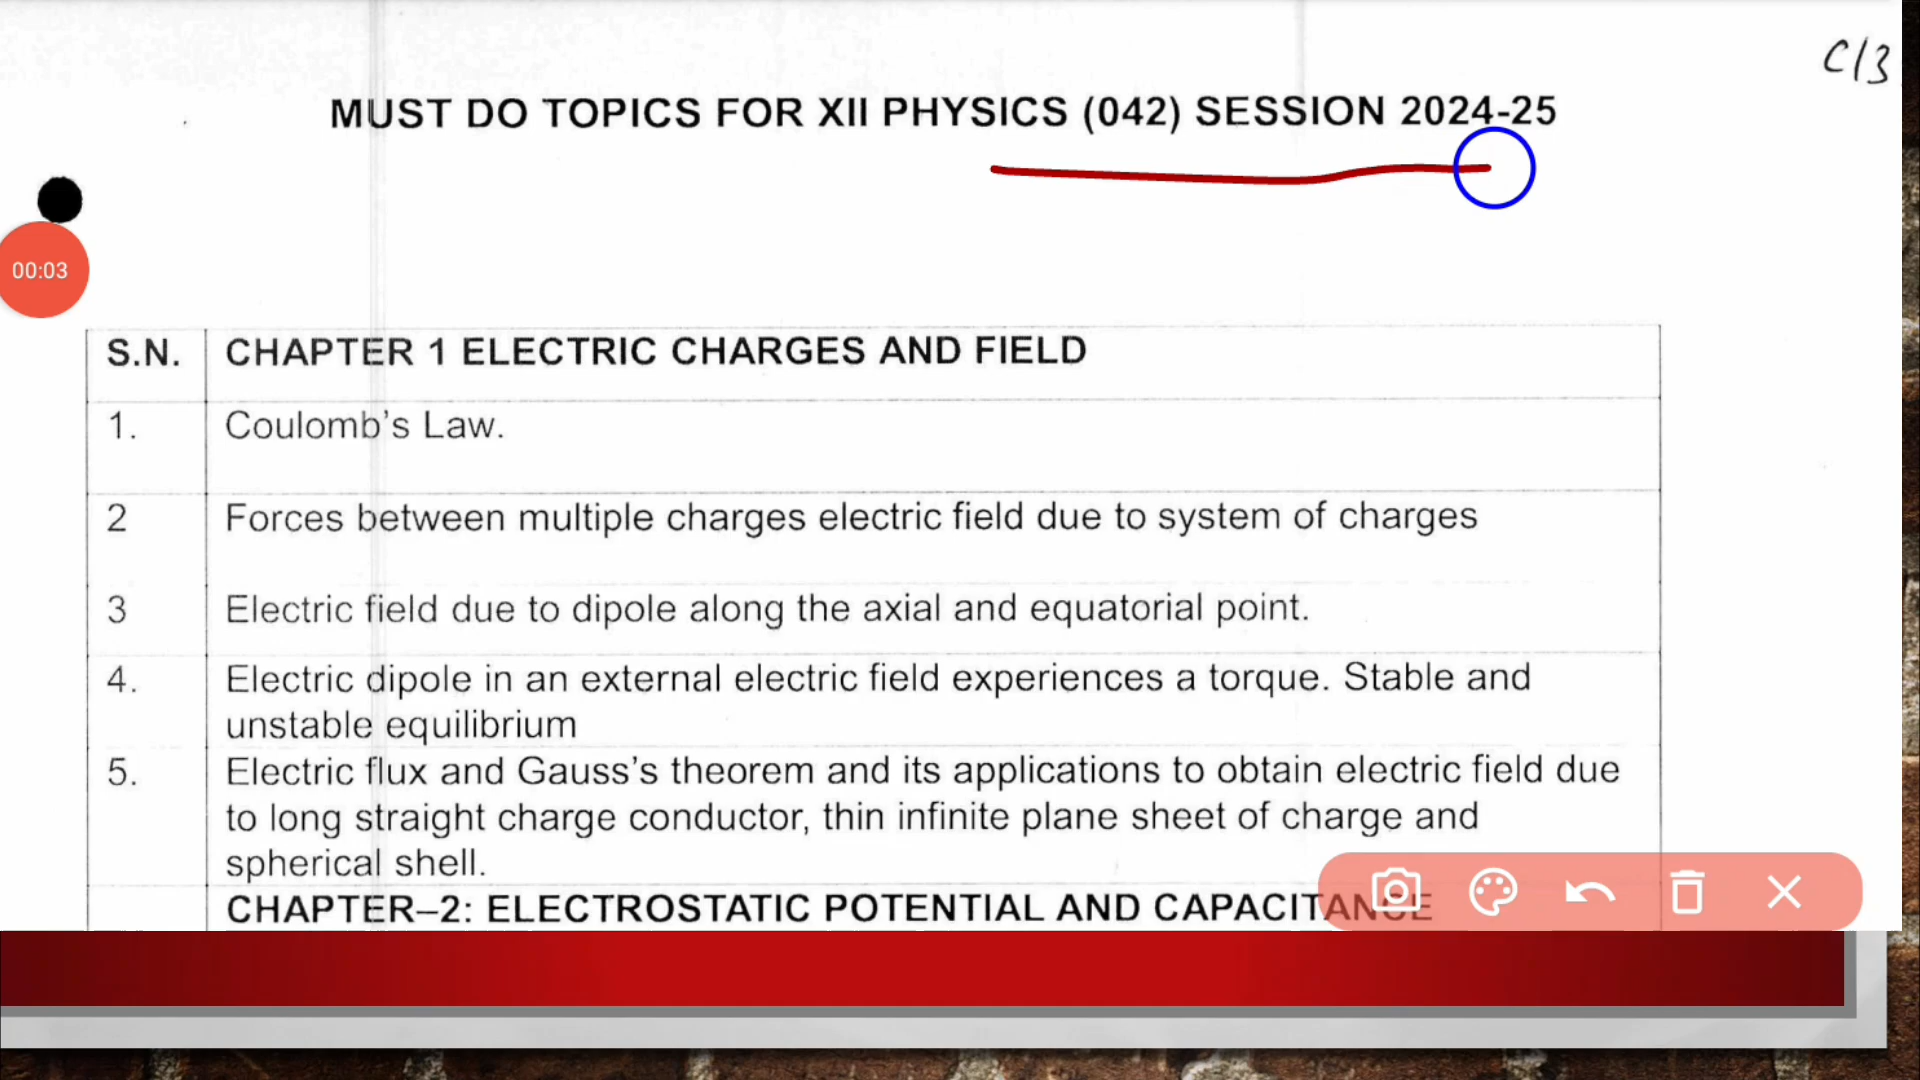 C/3
MUST DO TOPICS FOR XII PHYSICS (042) SESSION 2024-25
00:03
S.N. CHAPTER 1 ELECTRIC CHARGES AND FIELD
1. Coulomb's Law.
2 Forces between multiple charges electric field due to system of charges
3 Electric field due to dipole along the axial and equatorial point.
4. Electric dipole in an external electric field experiences a torque. Stable and
unstable equilibrium
5. Electric flux and Gauss's theorem and its applications to obtain electric field due
to long straight charge conductor, thin infinite plane sheet of charge and
spherical shell.
CHAPTER–2: ELECTROSTATIC POTENTIAL AND CAPACITANCE